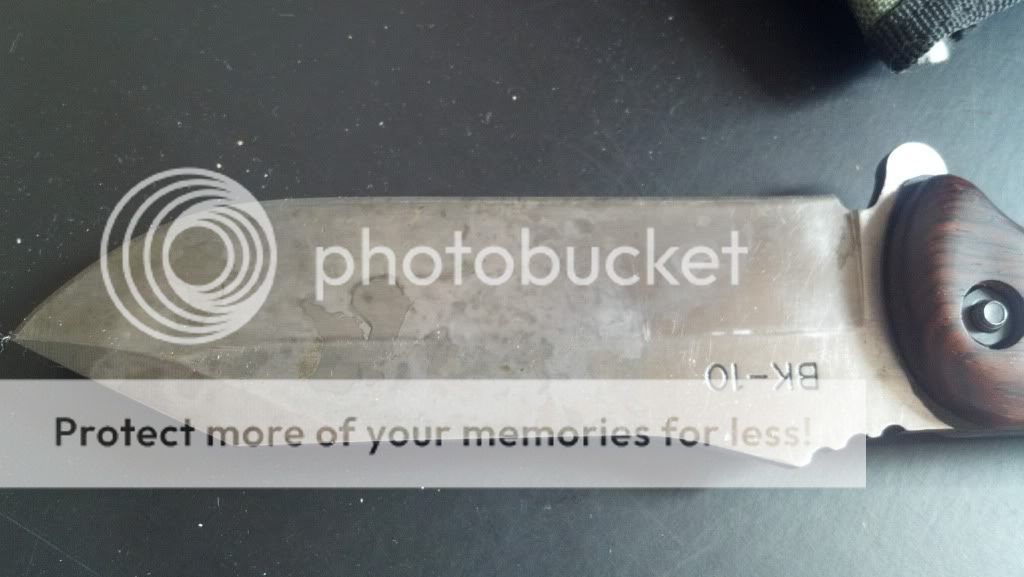 photobucket
BK-10
Protect more of your memories for less!